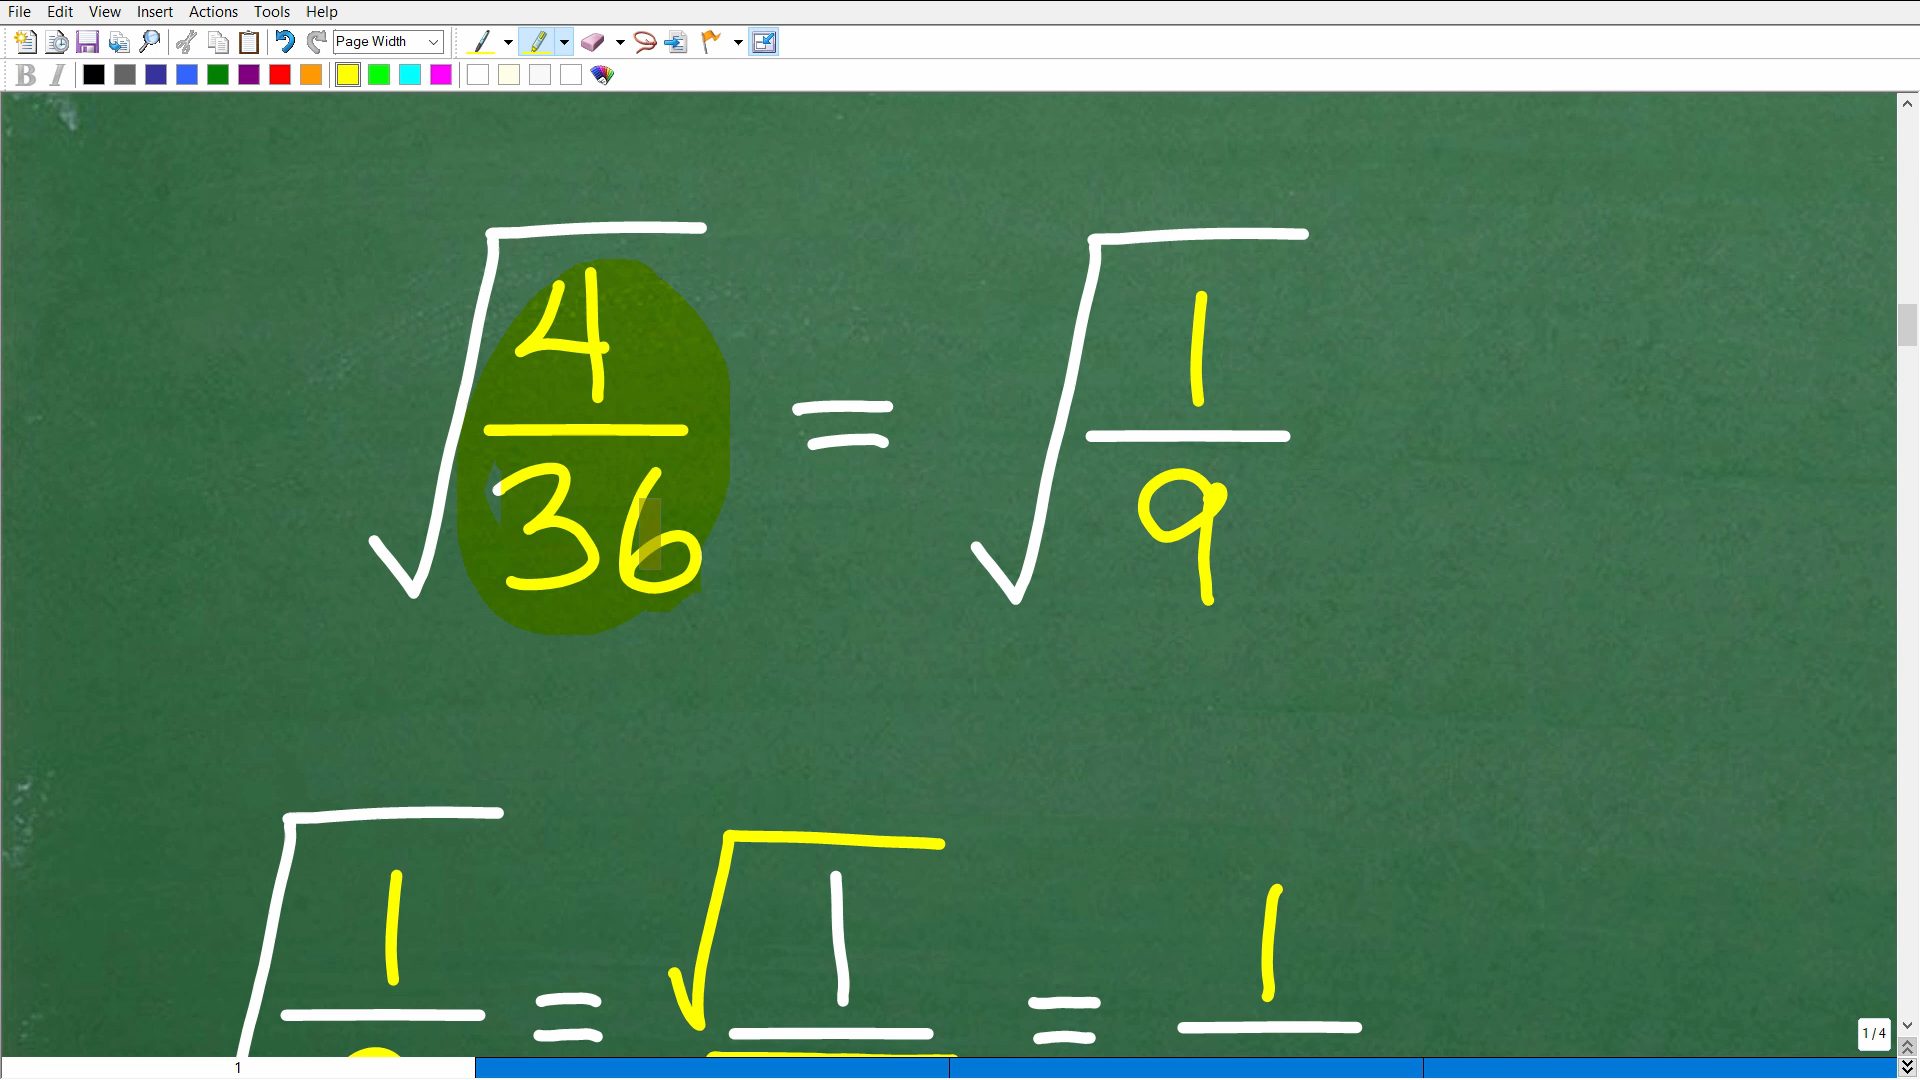 File Edit View Insert Actions Tools Help
Page Width
B I
√(4/36) = √(1/9)
√1 = √1 = 1
1 / 4
1